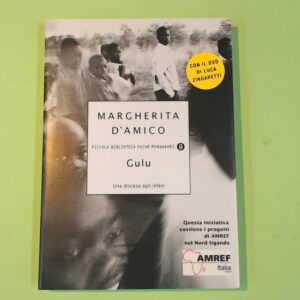 CON IL DVD
DI LUCA
ZINGARETTI
MARGHERITA
D'AMICO
PICCOLA BIBLIOTECA OSCAR MONDADORI
Gulu
Una discesa agli inferi
Questa iniziativa
sostiene i progetti
di AMREF
nel Nord Uganda
AMREF
Italia